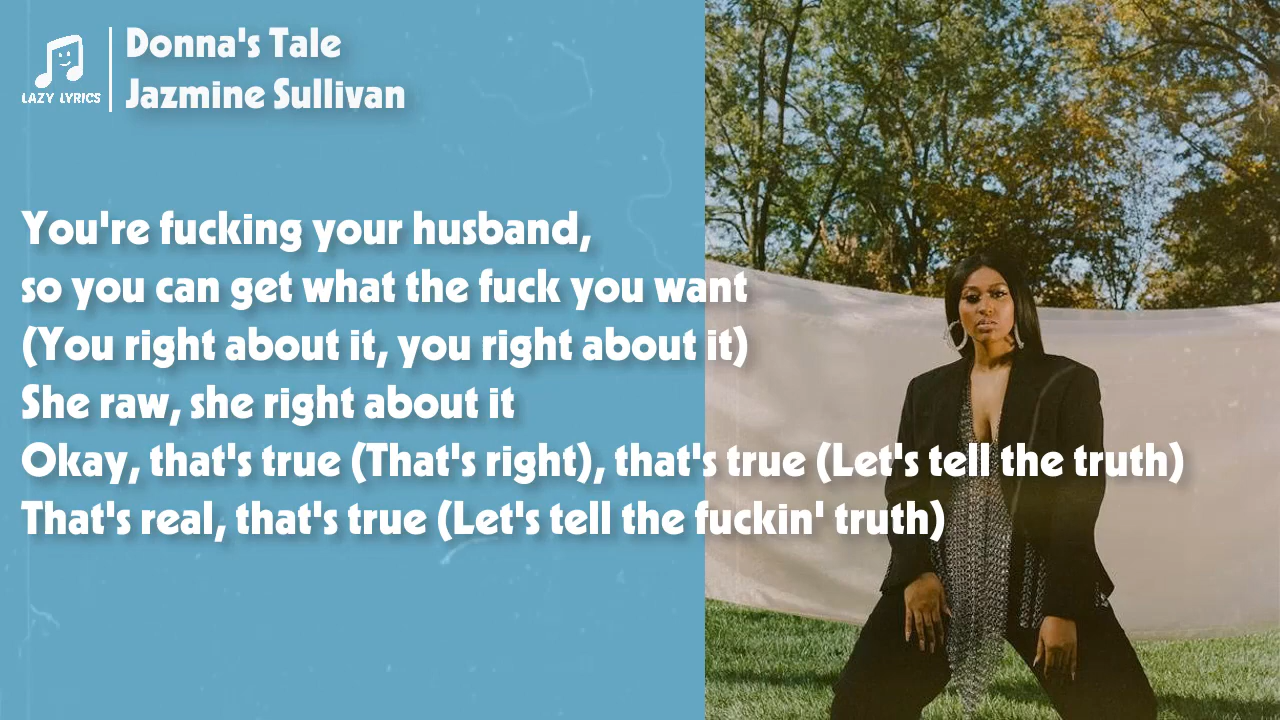 Donna's Tale
Jazmine Sullivan
LAZY LYRICS
You're fucking your husband,
so you can get what the fuck you want
(You right about it, you right about it)
She raw, she right about it
Okay, that's true (That's right), that's true (Let's tell the truth)
That's real, that's true (Let's tell the fuckin' truth)